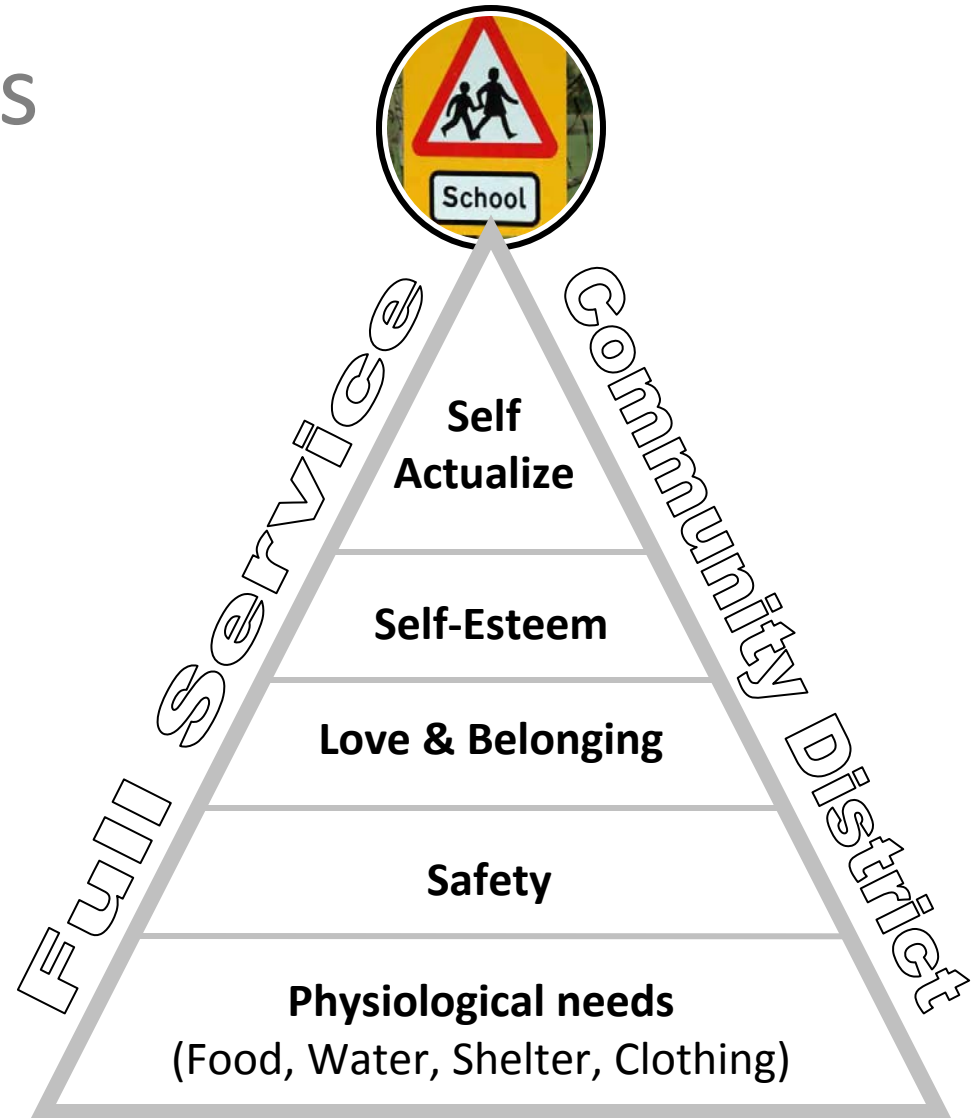 s
School
Full Service
Community District
Self
Actualize
Self-Esteem
Love & Belonging
Safety
Physiological needs
(Food, Water, Shelter, Clothing)